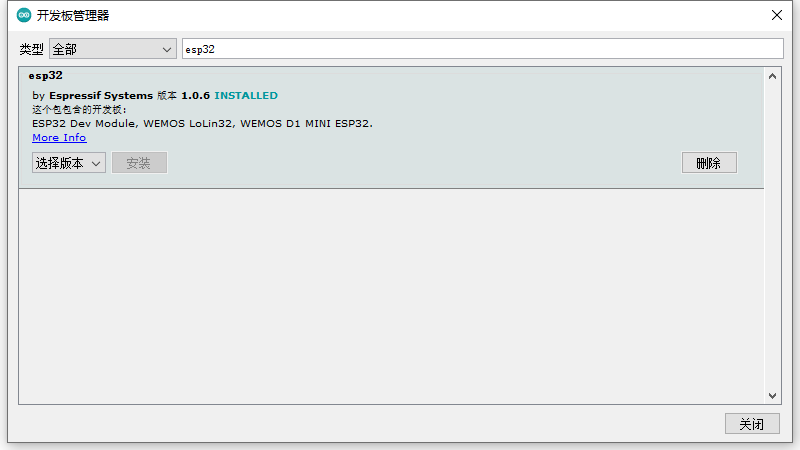 开发板管理器
类型 全部 esp32
esp32
by Espressif Systems 版本 1.0.6 INSTALLED
这个包包含的开发板：
ESP32 Dev Module, WEMOS LoLin32, WEMOS D1 MINI ESP32.
More Info
选择版本 安装 删除
关闭